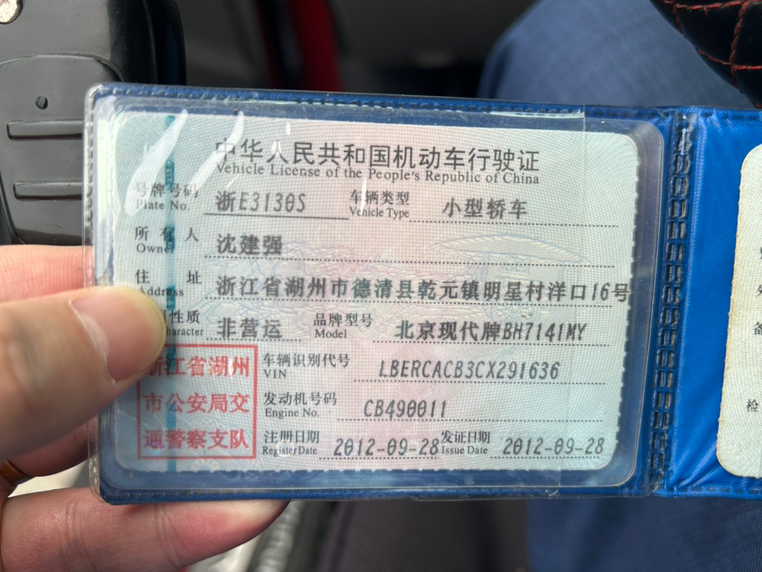 中华人民共和国机动车行驶证
Vehicle License of the People's Republic of China
号牌号码 浙E3130S 车辆类型 小型轿车
Plate No. Vehicle Type
所有人 沈建强
Owner
住址 浙江省湖州市德清县乾元镇明星村洋口16号
Address
性质 非营运 品牌型号 北京现代牌BH7141MY
Character Model
浙江省湖州
市公安局交
通警察支队
车辆识别代号 LBERCACB3CX291636
VIN
发动机号码 CB490011
Engine No.
注册日期 2012-09-28 发证日期 2012-09-28
Register Date Issue Date
检